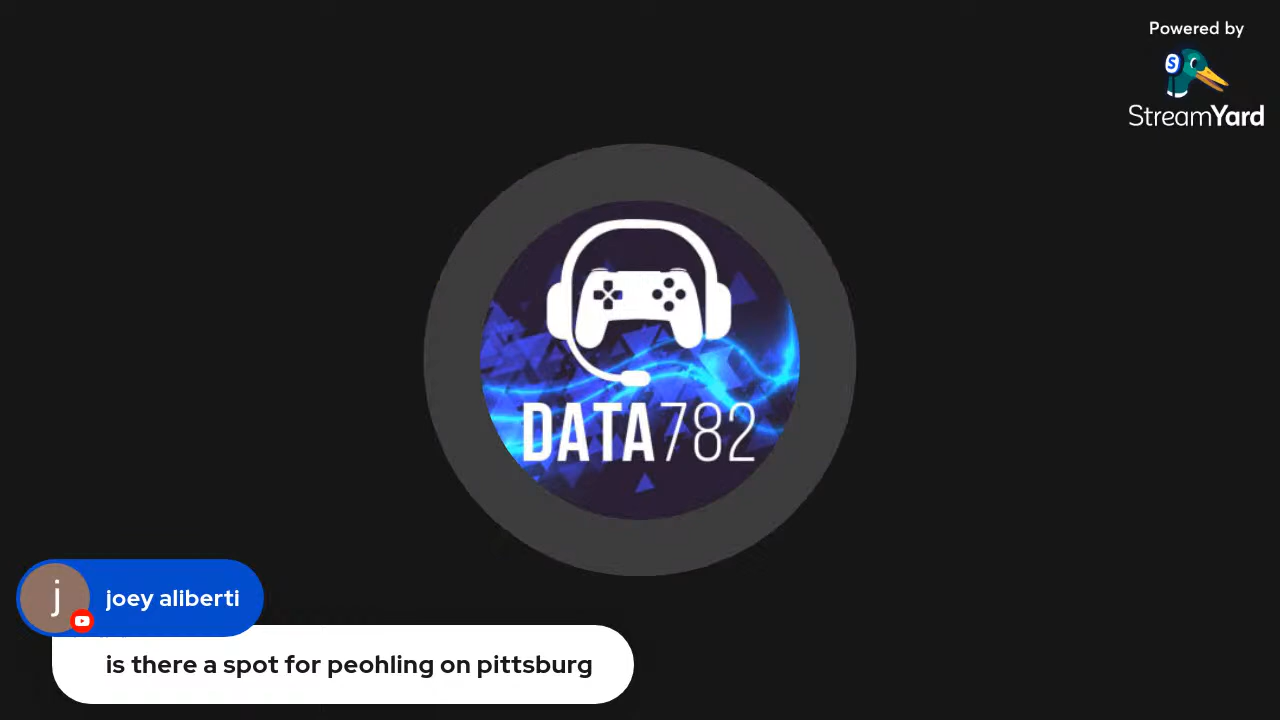 Powered by
StreamYard
DATA782
j
joey aliberti
is there a spot for peohling on pittsburg